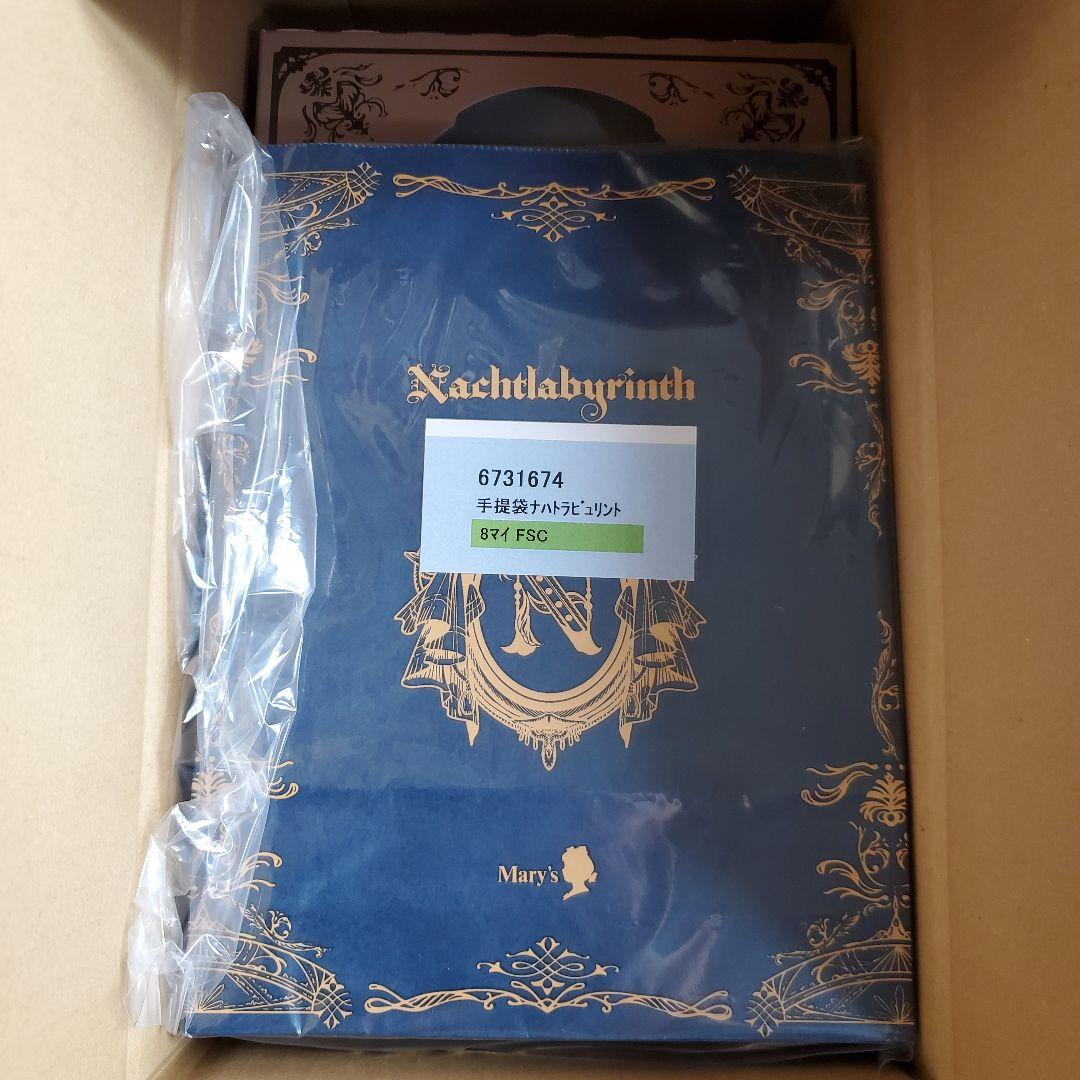 Nachtlabyrinth
6731674
手提袋ﾅﾊﾄﾗﾋﾞｭﾘﾝﾄ
8ﾏｲ FSC
N
Mary's